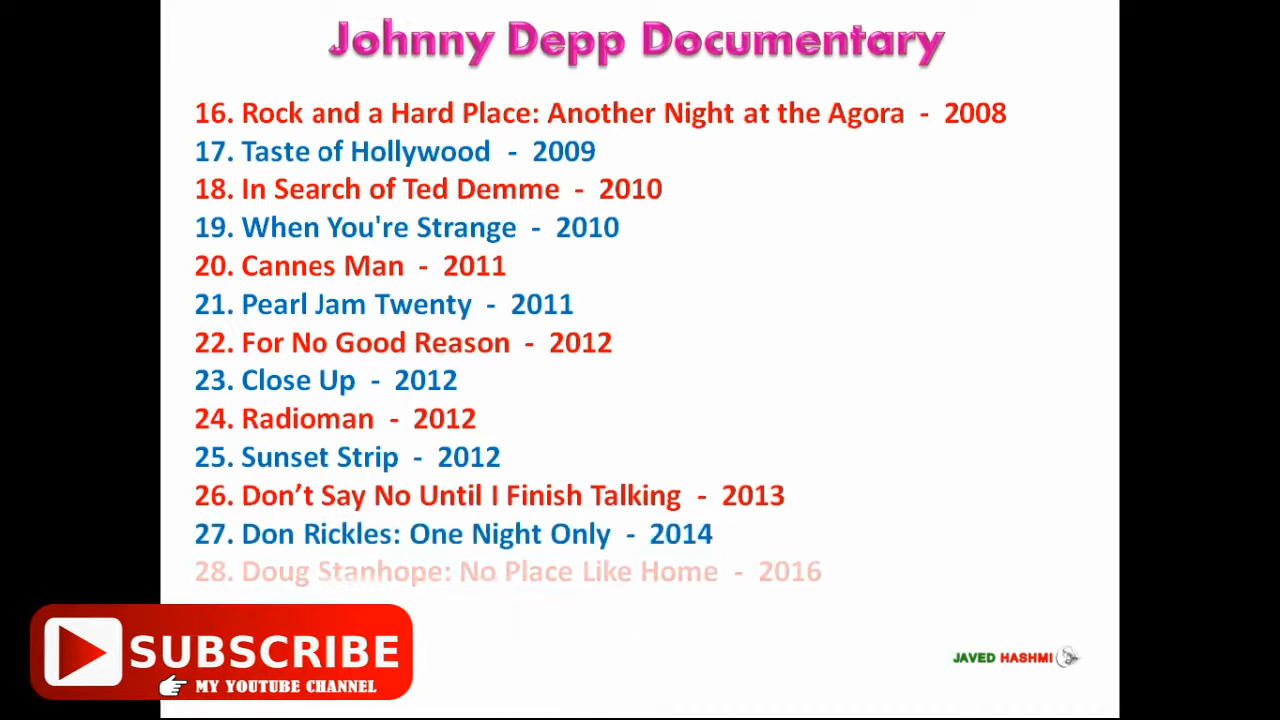 Johnny Depp Documentary
16. Rock and a Hard Place: Another Night at the Agora - 2008
17. Taste of Hollywood - 2009
18. In Search of Ted Demme - 2010
19. When You're Strange - 2010
20. Cannes Man - 2011
21. Pearl Jam Twenty - 2011
22. For No Good Reason - 2012
23. Close Up - 2012
24. Radioman - 2012
25. Sunset Strip - 2012
26. Don’t Say No Until I Finish Talking - 2013
27. Don Rickles: One Night Only - 2014
28. Doug Stanhope: No Place Like Home - 2016
SUBSCRIBE
MY YOUTUBE CHANNEL
JAVED HASHMI